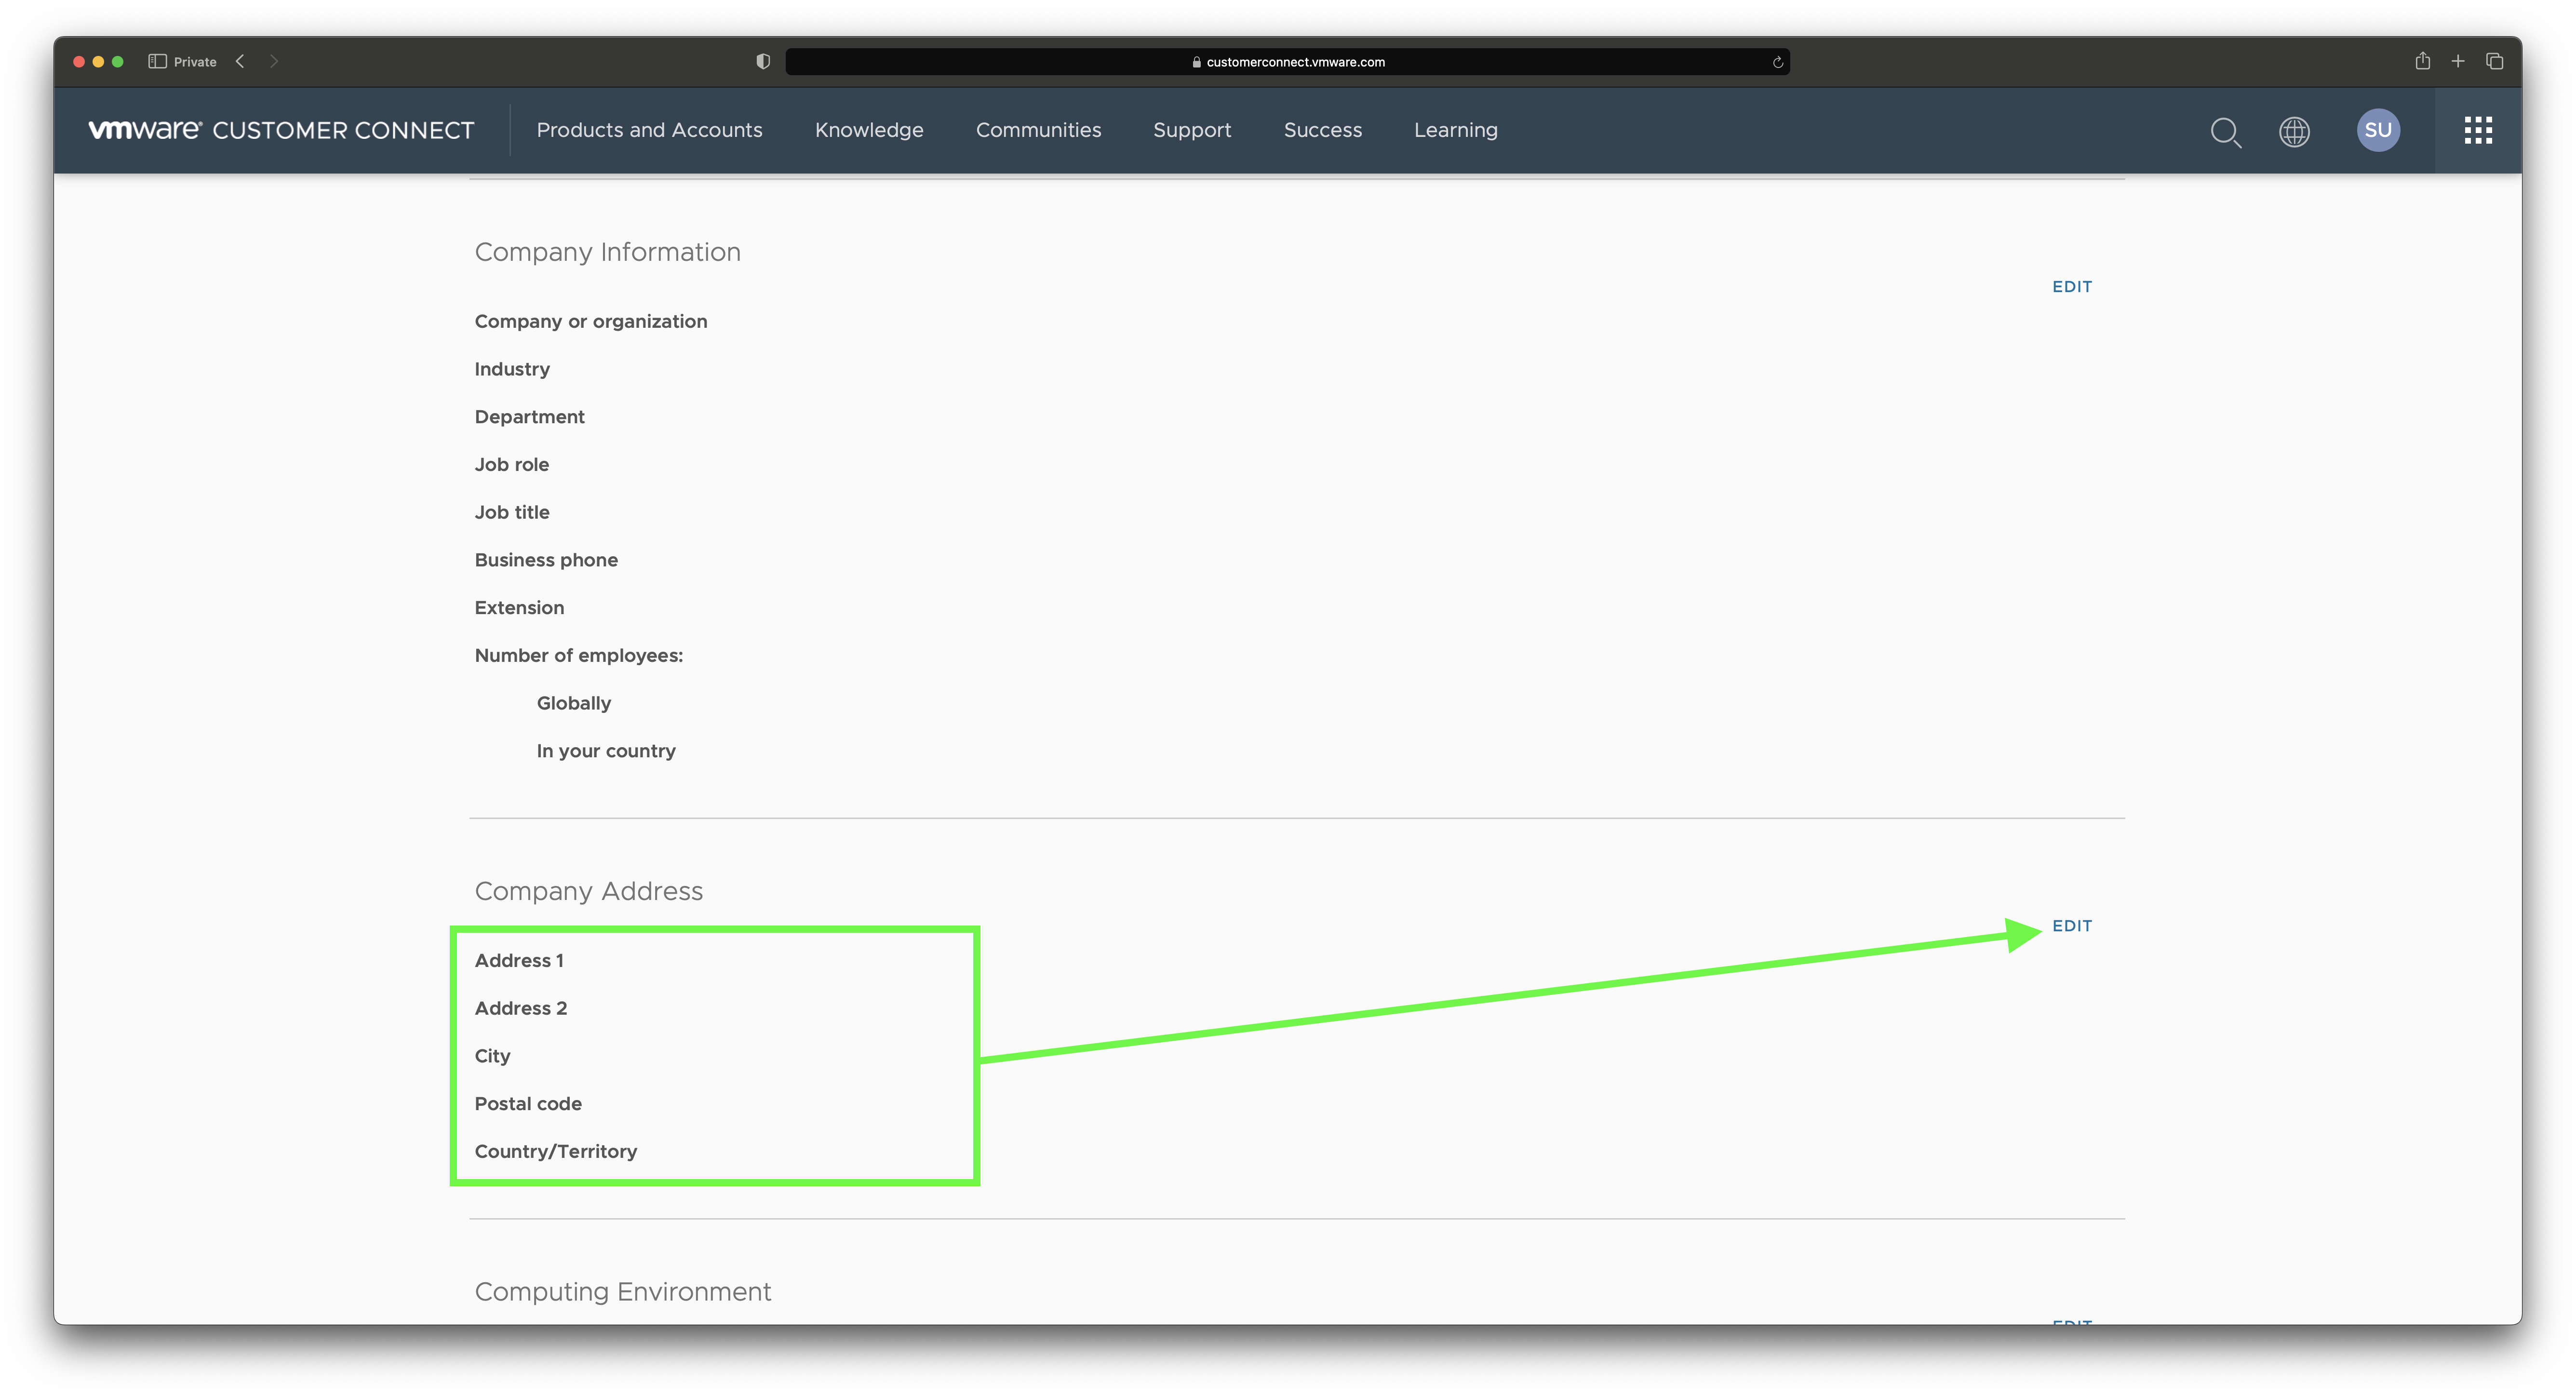 Private
customerconnect.vmware.com
vmware® CUSTOMER CONNECT
Products and Accounts
Knowledge
Communities
Support
Success
Learning
SU
Company Information
EDIT
Company or organization
Industry
Department
Job role
Job title
Business phone
Extension
Number of employees:
Globally
In your country
Company Address
EDIT
Address 1
Address 2
City
Postal code
Country/Territory
Computing Environment
EDIT